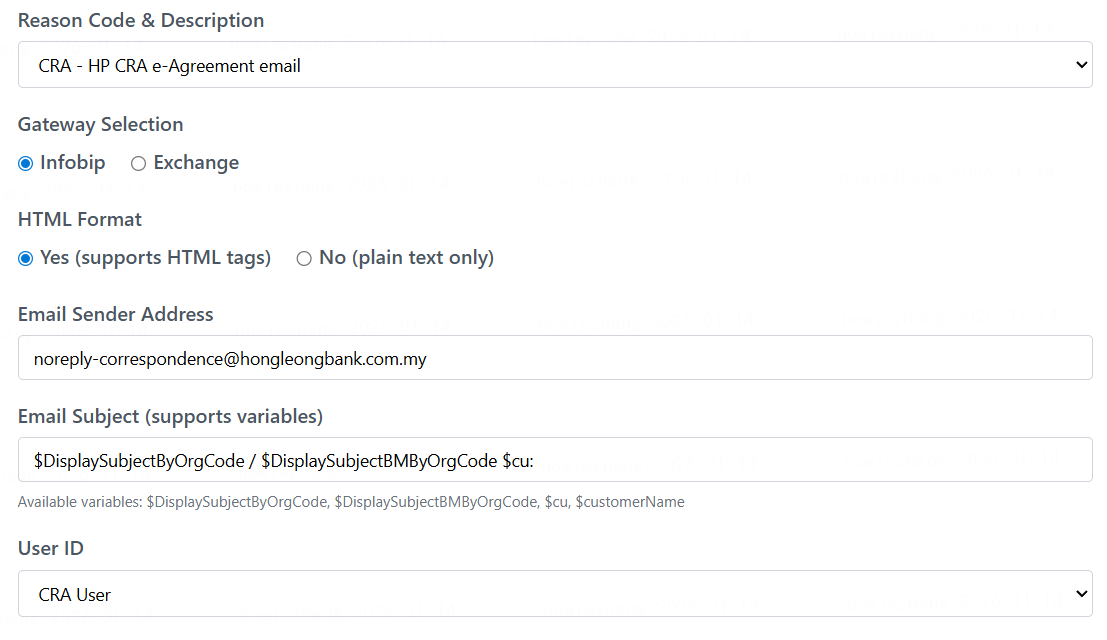 Reason Code & Description
CRA - HP CRA e-Agreement email
Gateway Selection
Infobip Exchange
HTML Format
Yes (supports HTML tags) No (plain text only)
Email Sender Address
noreply-correspondence@hongleongbank.com.my
Email Subject (supports variables)
$DisplaySubjectByOrgCode / $DisplaySubjectBMByOrgCode $cu:
Available variables: $DisplaySubjectByOrgCode, $DisplaySubjectBMByOrgCode, $cu, $customerName
User ID
CRA User